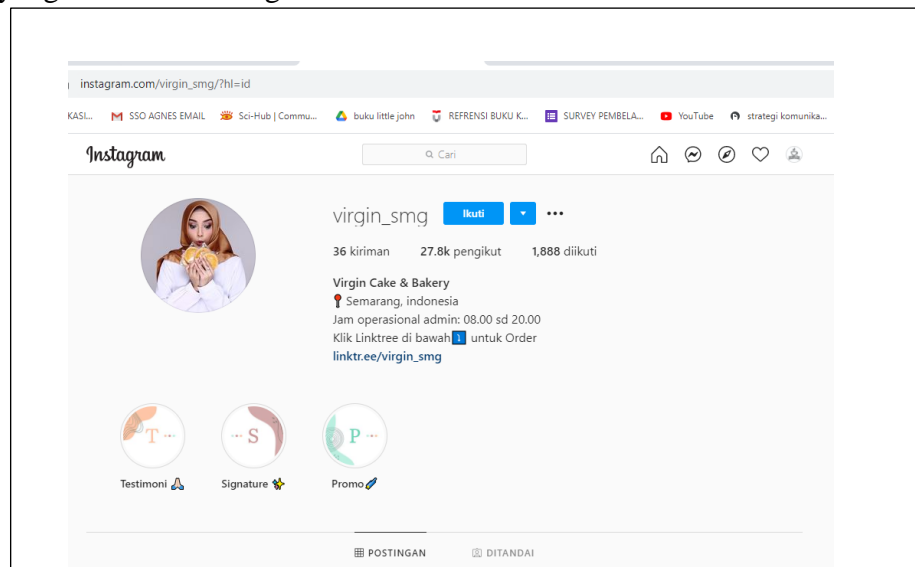 instagram.com/virgin_smg/?hl=id
KASI... SSO AGNES EMAIL Sci-Hub | Commu... buku little john REFRENSI BUKU K... SURVEY PEMBELA... YouTube strategi komunika...
Instagram Cari
virgin_smg Ikuti
36 kiriman 27.8k pengikut 1,888 diikuti
Virgin Cake & Bakery
Semarang, indonesia
Jam operasional admin: 08.00 sd 20.00
Klik Linktree di bawah untuk Order
linktr.ee/virgin_smg
T S P
Testimoni Signature Promo
POSTINGAN DITANDAI